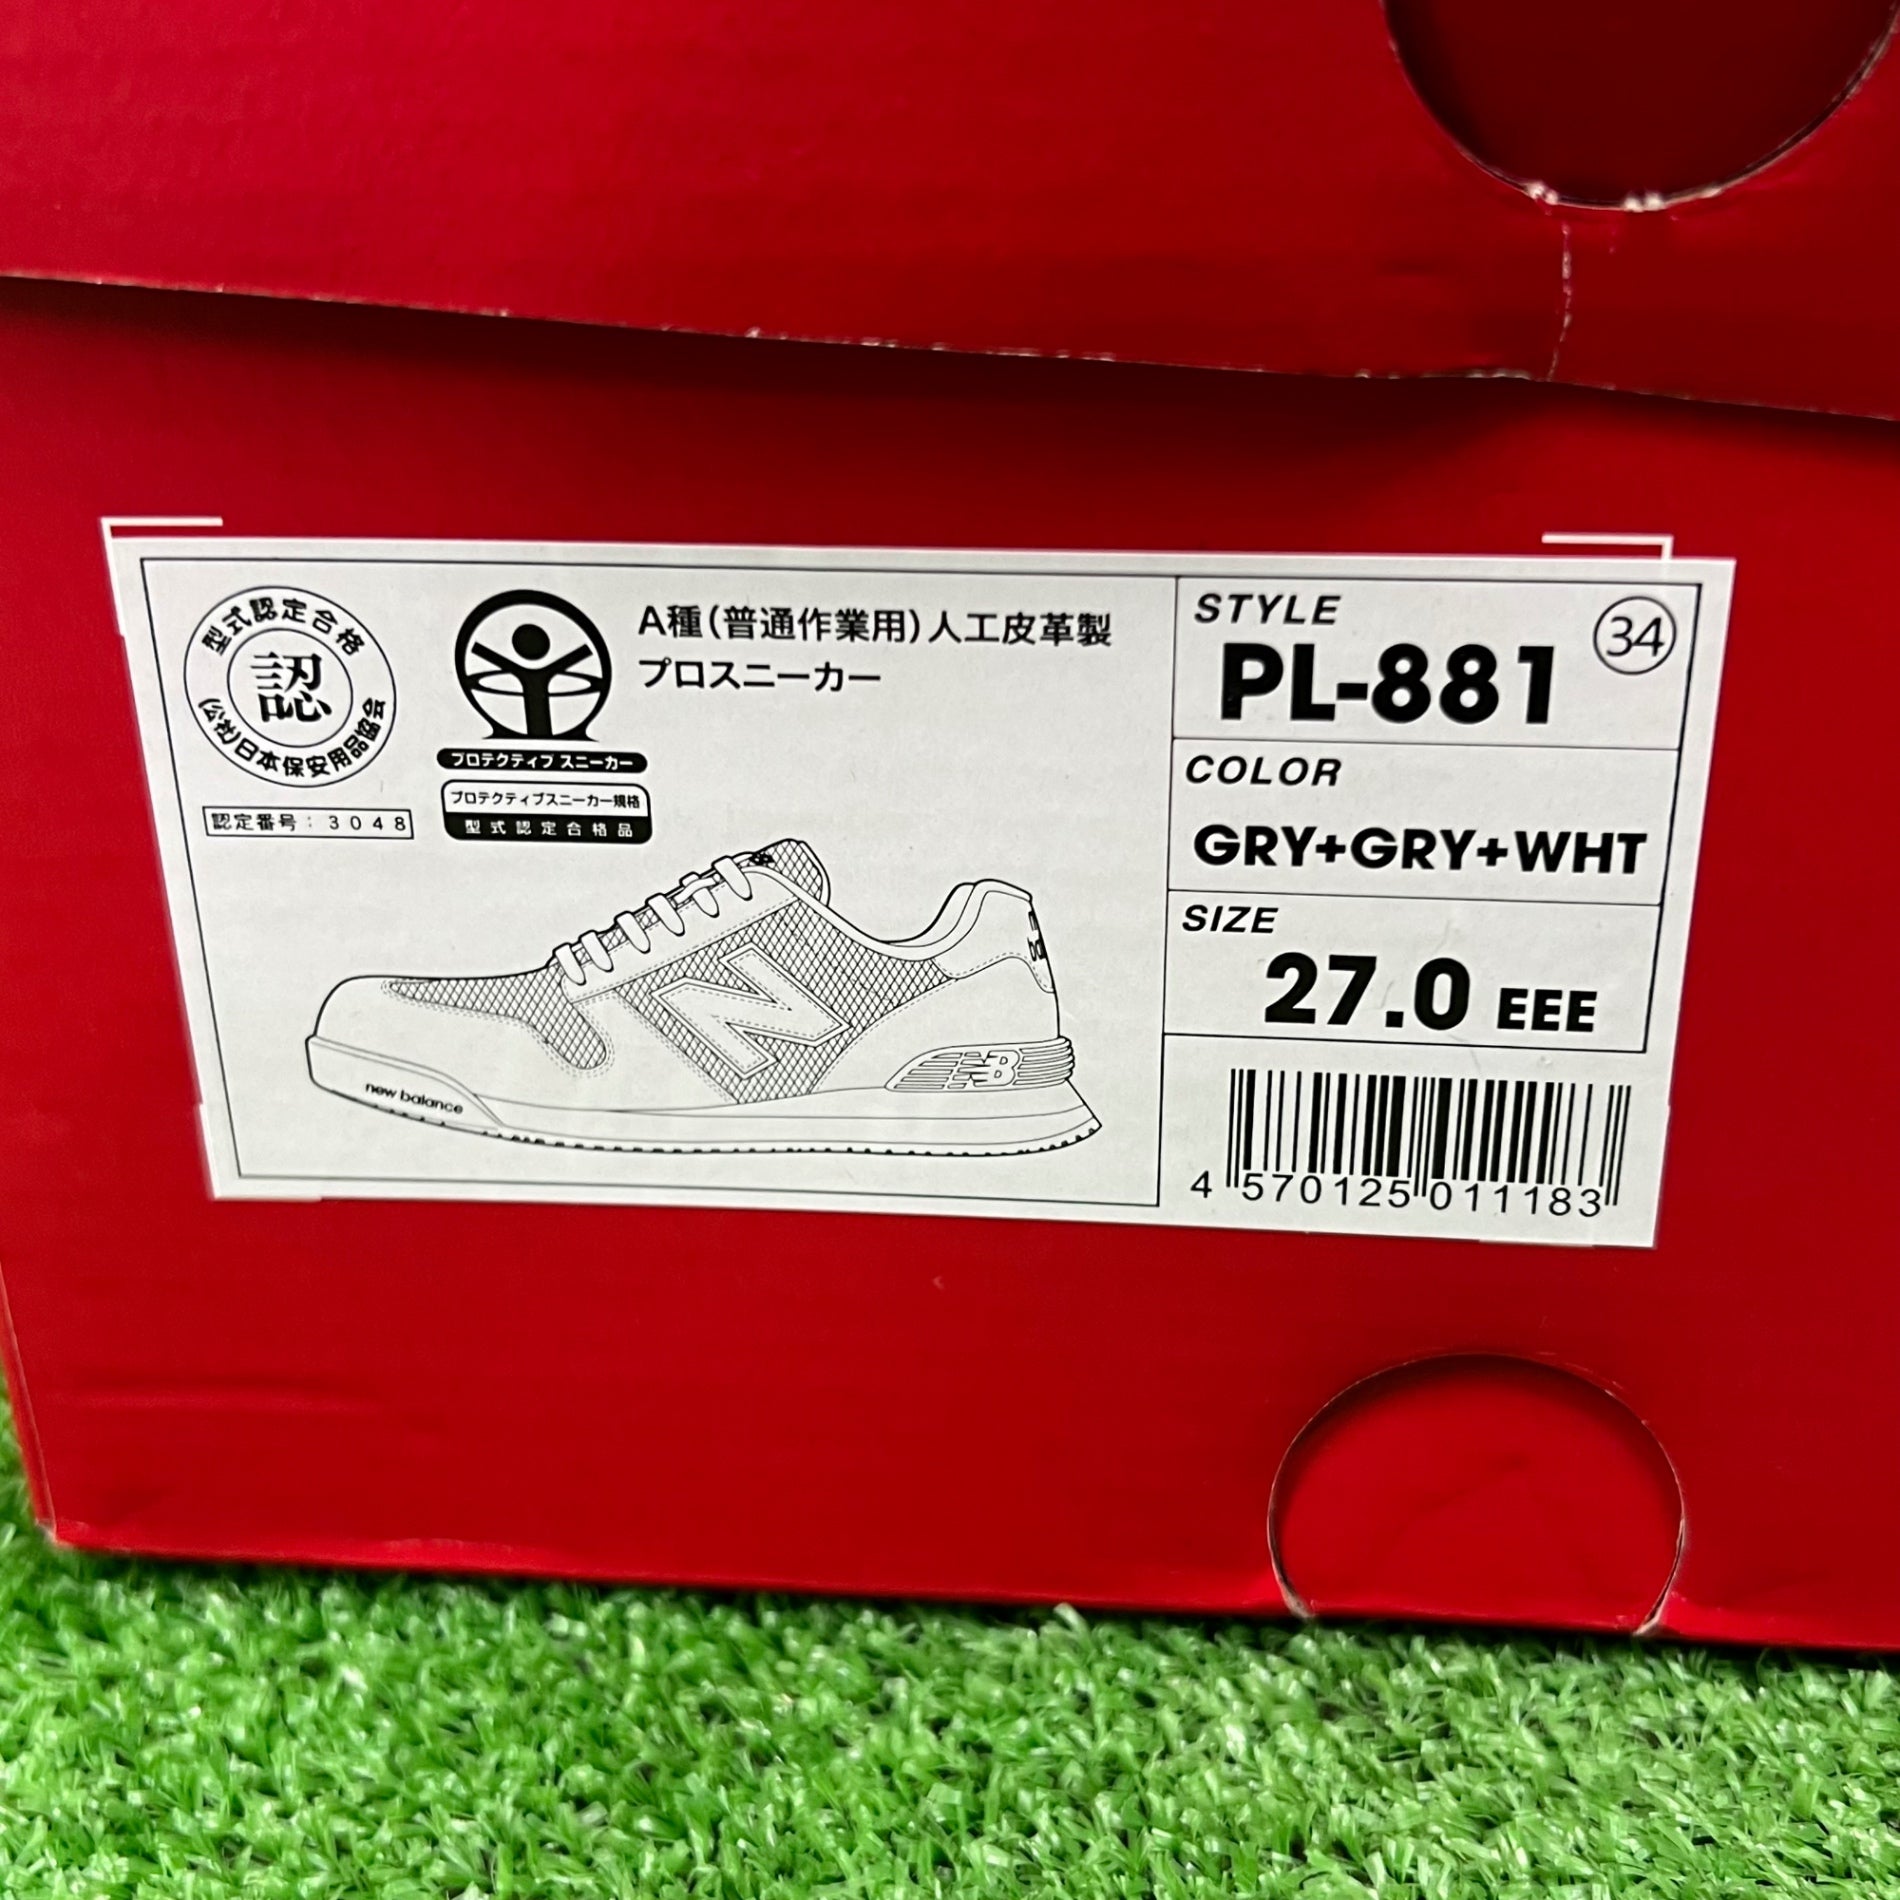 型式認定合格
認
(公社)日本保安用品協会
認定番号：3048
プロテクティブ スニーカー
プロテクティブスニーカー規格
型式認定合格品
A種(普通作業用)人工皮革製
プロスニーカー
new balance
N
NB
STYLE
34
PL-881
COLOR
GRY+GRY+WHT
SIZE
27.0 EEE
4 570125 011183